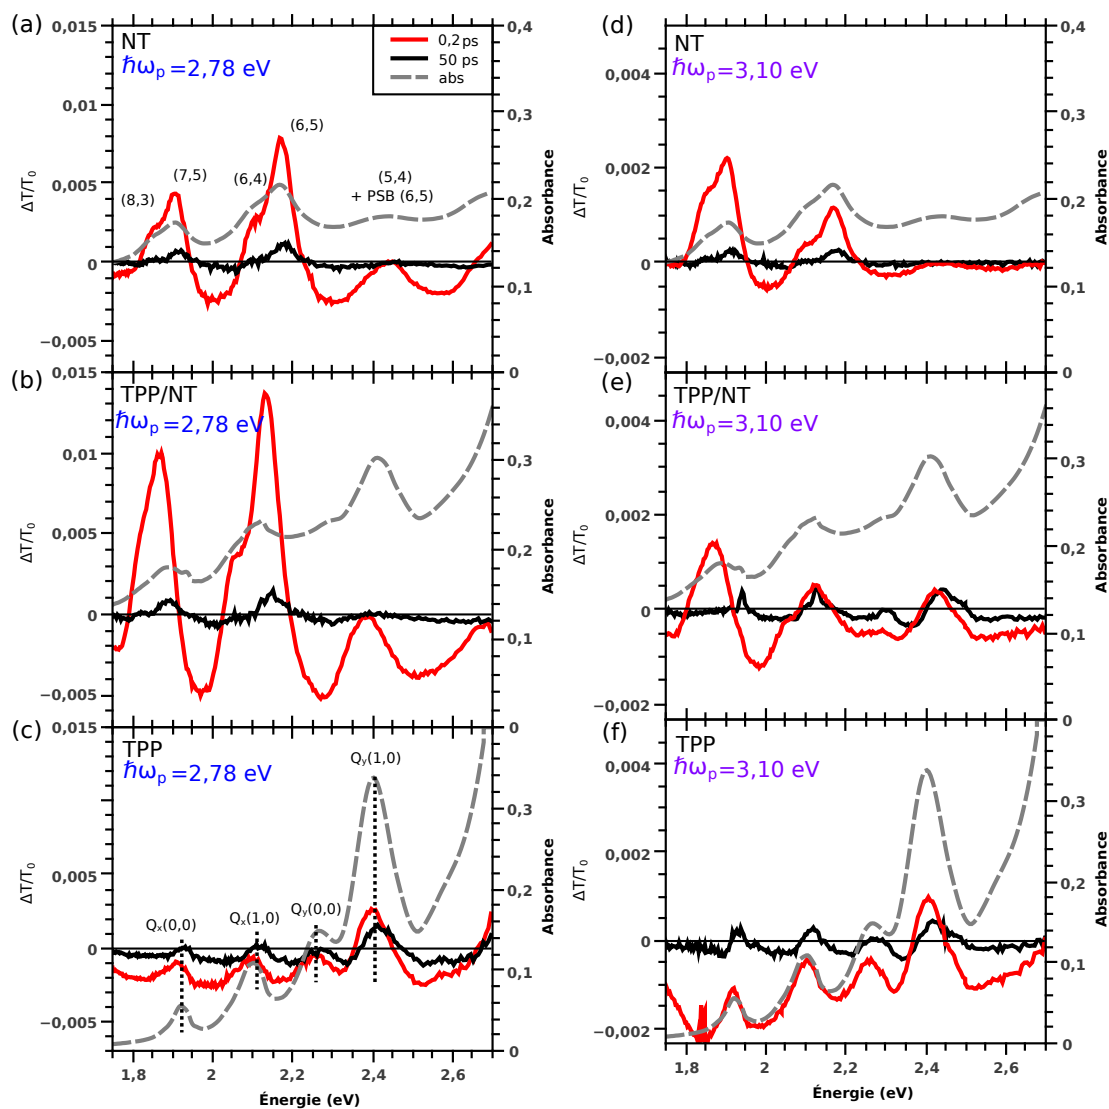 (a)
NT
ℏωp=2,78 eV
0,2ps
50 ps
abs
(8,3)
(7,5)
(6,4)
(6,5)
(5,4)
+ PSB (6,5)
0,015
0,01
0,005
0
−0,005
ΔT/T0
0,4
0,3
0,2
0,1
0
Absorbance
(d)
NT
ℏωp=3,10 eV
0,004
0,002
0
−0,002
ΔT/T0
0,4
0,3
0,2
0,1
0
Absorbance
(b)
TPP/NT
ℏωp=2,78 eV
0,015
0,01
0,005
0
−0,005
ΔT/T0
0,3
0,2
0,1
0
Absorbance
(e)
TPP/NT
ℏωp=3,10 eV
0,004
0,002
0
−0,002
ΔT/T0
0,3
0,2
0,1
0
Absorbance
(c)
TPP
ℏωp=2,78 eV
Qy(1,0)
Qx(0,0)
Qx(1,0)
Qy(0,0)
0,015
0,005
0
−0,005
ΔT/T0
0,3
0,2
0,1
0
Absorbance
1,8
2
2,2
2,4
2,6
Énergie (eV)
(f)
TPP
ℏωp=3,10 eV
0,004
0,002
0
−0,002
ΔT/T0
0,3
0,2
0,1
0
Absorbance
1,8
2
2,2
2,4
2,6
Énergie (eV)